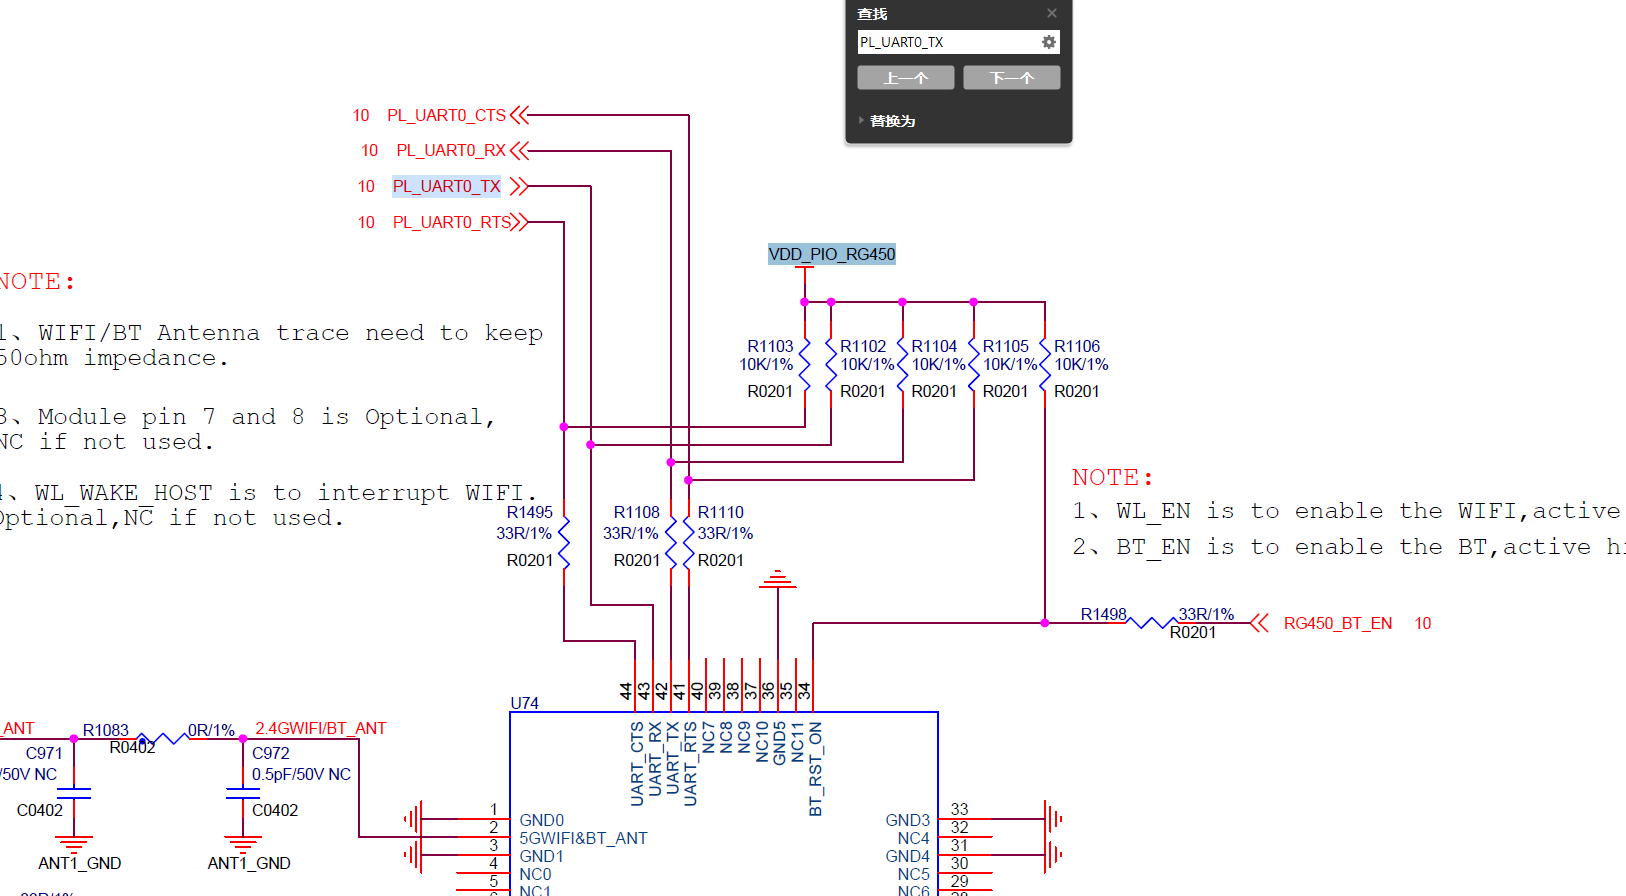 查找
PL_UART0_TX
上一个 下一个
替换为
10 PL_UART0_CTS
10 PL_UART0_RX
10 PL_UART0_TX
10 PL_UART0_RTS
VDD_PIO_RG450
NOTE:
1、WIFI/BT Antenna trace need to keep
50ohm impedance.
3、Module pin 7 and 8 is Optional,
NC if not used.
4、WL_WAKE_HOST is to interrupt WIFI.
Optional,NC if not used.
R1103 R1102 R1104 R1105 R1106
10K/1% 10K/1% 10K/1% 10K/1% 10K/1%
R0201 R0201 R0201 R0201 R0201
NOTE:
1、WL_EN is to enable the WIFI,active
2、BT_EN is to enable the BT,active hi
R1495 R1108 R1110
33R/1% 33R/1% 33R/1%
R0201 R0201 R0201
R1498 33R/1%
R0201
RG450_BT_EN 10
44 43 42 41 40 39 38 37 36 35 34
U74
UART_CTS
UART_RX
UART_TX
UART_RTS
NC7
NC8
NC9
NC10
GND5
NC11
BT_RST_ON
_ANT R1083 0R/1% 2.4GWIFI/BT_ANT
R0402
C971 C972
/50V NC 0.5pF/50V NC
C0402 C0402
ANT1_GND ANT1_GND
1 GND0
2 5GWIFI&BT_ANT
3 GND1
4 NC0
5 NC1
GND3 33
NC4 32
GND4 31
NC5 30
NC6 29